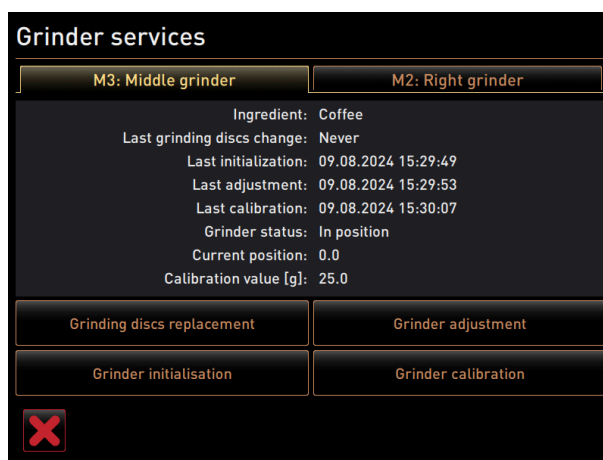 Grinder services
M3: Middle grinder
M2: Right grinder
Ingredient: Coffee
Last grinding discs change: Never
Last initialization: 09.08.2024 15:29:49
Last adjustment: 09.08.2024 15:29:53
Last calibration: 09.08.2024 15:30:07
Grinder status: In position
Current position: 0.0
Calibration value [g]: 25.0
Grinding discs replacement
Grinder adjustment
Grinder initialisation
Grinder calibration